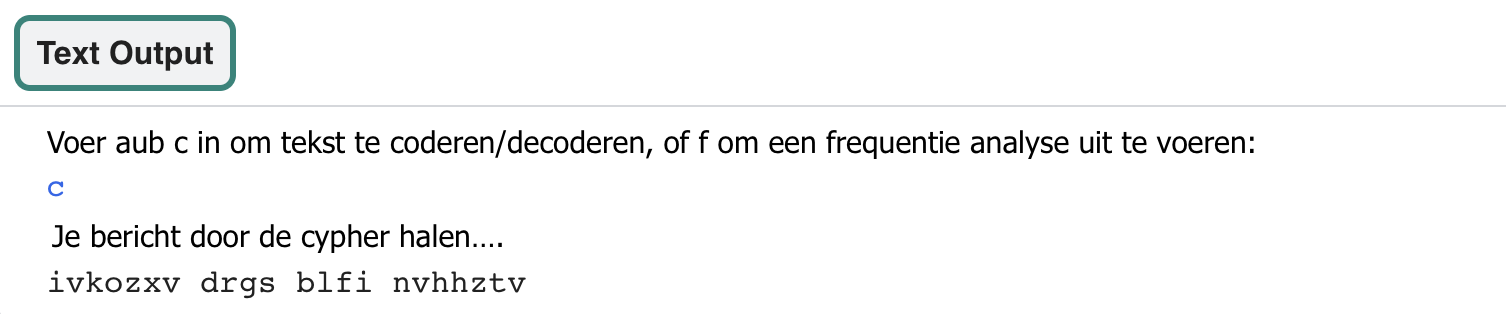 Text Output
Voer aub c in om tekst te coderen/decoderen, of f om een frequentie analyse uit te voeren:
c
Je bericht door de cypher halen....
ivkozxv drgs blfi nvhhztv